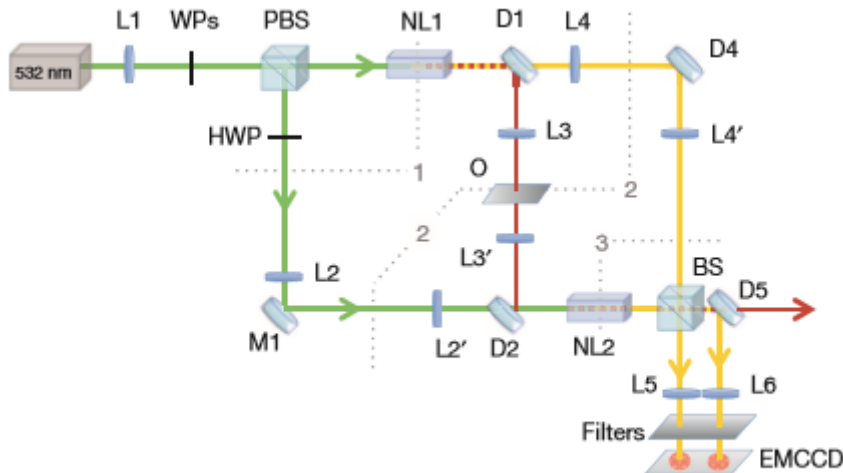 L1 WPs PBS NL1 D1 L4
532 nm
D4
HWP L3 L4′
1 O 2
2 L3′ 3
L2 BS
D5
M1 L2′ D2 NL2
L5 L6
Filters
EMCCD